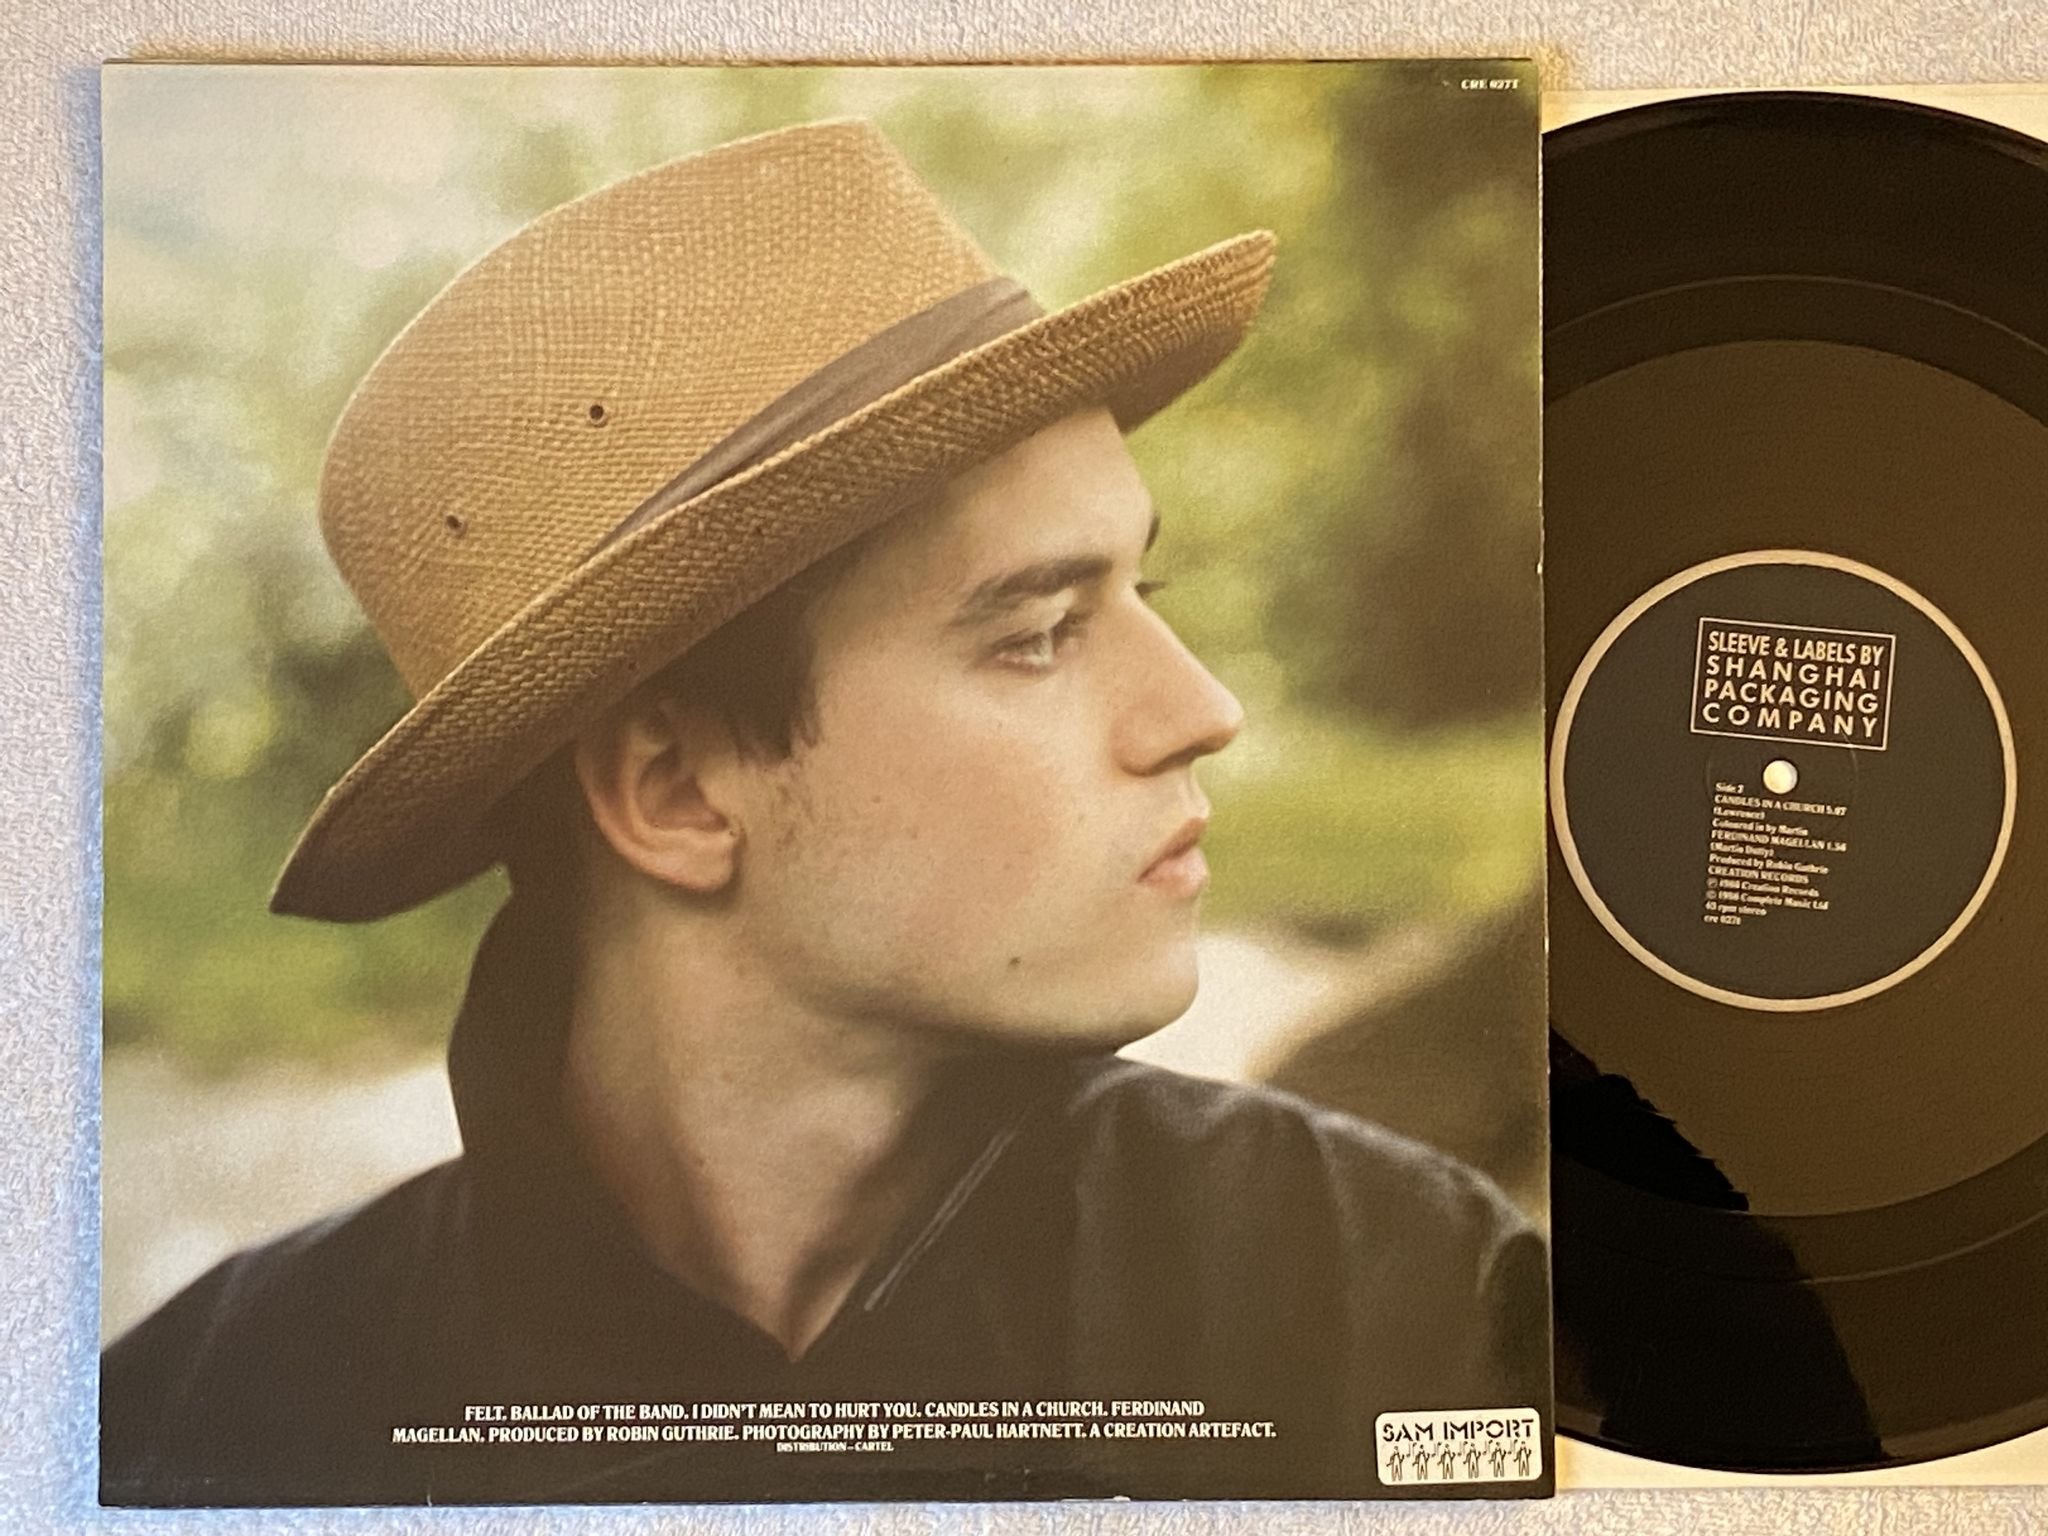 CRE 027T
FELT. BALLAD OF THE BAND. I DIDN'T MEAN TO HURT YOU. CANDLES IN A CHURCH. FERDINAND
MAGELLAN. PRODUCED BY ROBIN GUTHRIE. PHOTOGRAPHY BY PETER-PAUL HARTNETT. A CREATION ARTEFACT.
DISTRIBUTION – CARTEL
SAM IMPORT
SLEEVE & LABELS BY
SHANGHAI
PACKAGING
COMPANY
Side 2
CANDLES IN A CHURCH 5.07
(Lawrence)
Coloured in by Martin
FERDINAND MAGELLAN 1.56
(Martin Duffy)
Produced by Robin Guthrie
CREATION RECORDS
℗ 1986 Creation Records
© 1986 Complete Music Ltd
45 rpm stereo
cre 027t